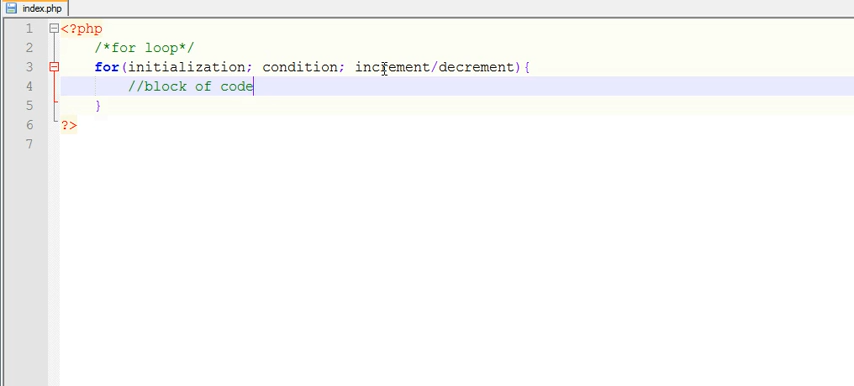 index.php
1 <?php
2 /*for loop*/
3 for(initialization; condition; increment/decrement){
4 //block of code
5 }
6 ?>
7